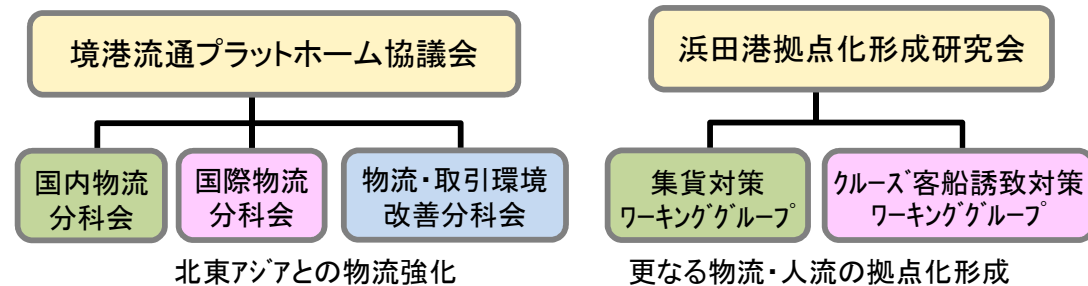 境港流通プラットホーム協議会
国内物流
分科会
国際物流
分科会
物流・取引環境
改善分科会
北東アジアとの物流強化
浜田港拠点化形成研究会
集貨対策
ワーキンググループ
クルーズ客船誘致対策
ワーキンググループ
更なる物流・人流の拠点化形成